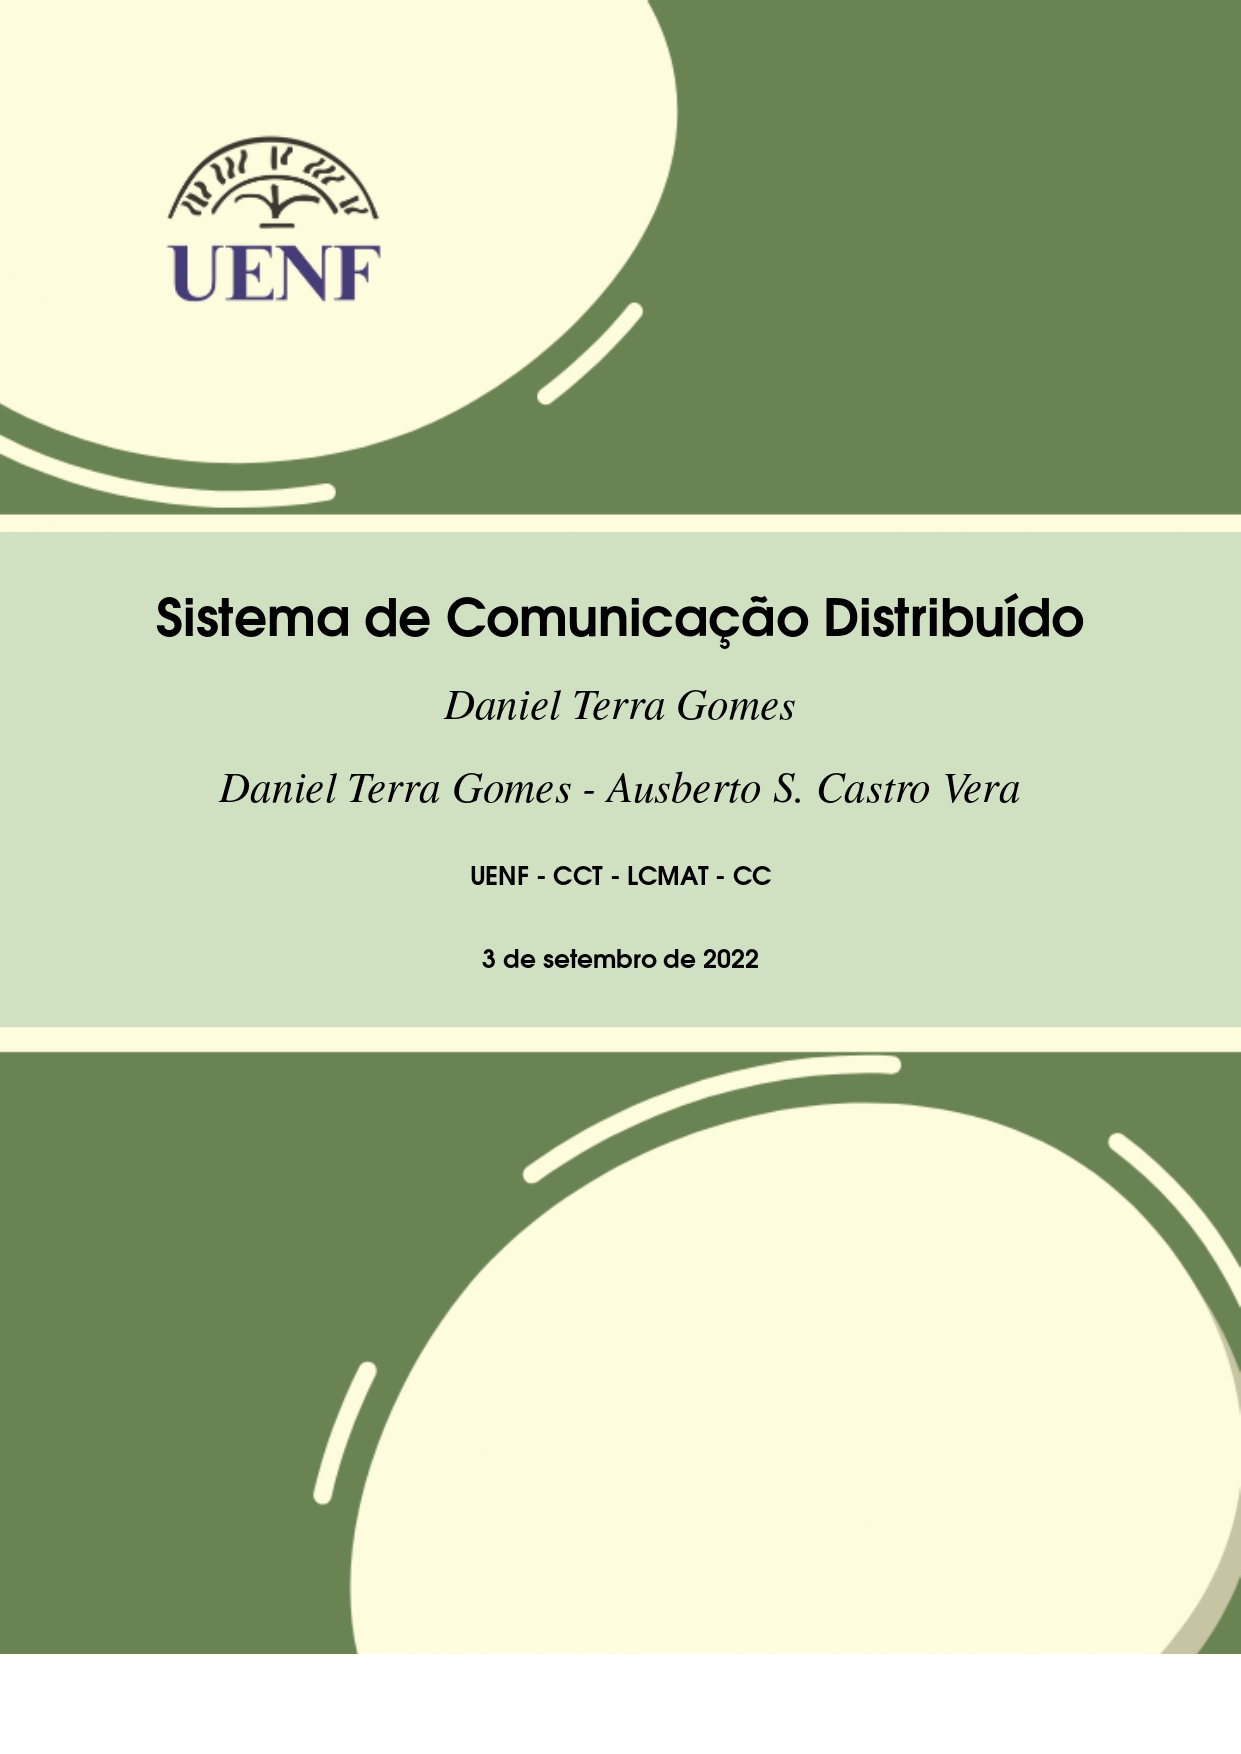 UENF
Sistema de Comunicação Distribuído
Daniel Terra Gomes
Daniel Terra Gomes - Ausberto S. Castro Vera
UENF - CCT - LCMAT - CC
3 de setembro de 2022